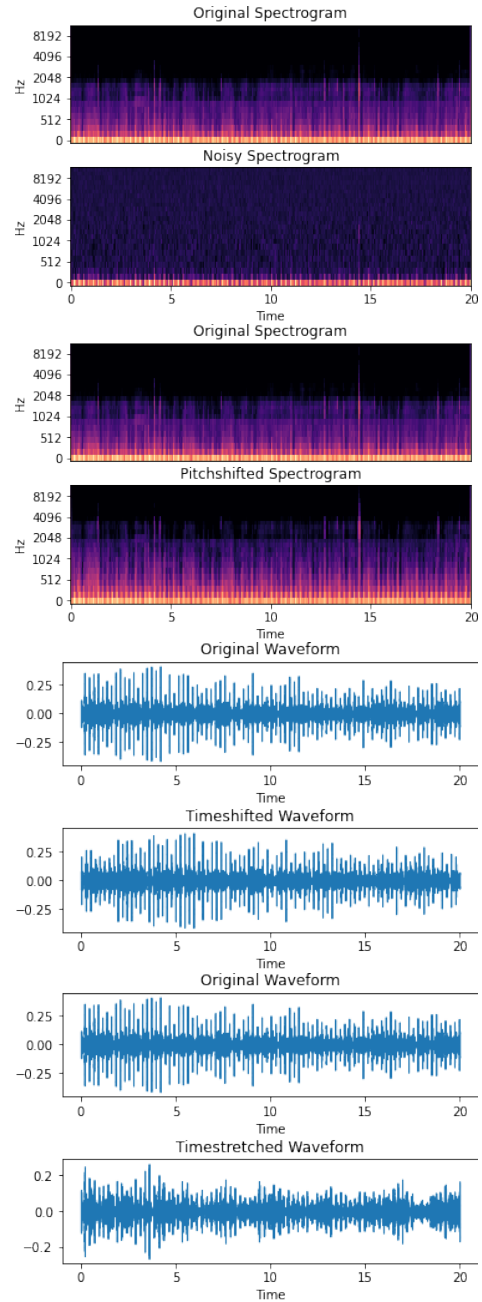 Original Spectrogram
8192
4096
2048
1024
512
0
Hz
Noisy Spectrogram
8192
4096
2048
1024
512
0
Hz
0 5 10 15 20
Time
Original Spectrogram
8192
4096
2048
1024
512
0
Hz
Pitchshifted Spectrogram
8192
4096
2048
1024
512
0
Hz
0 5 10 15 20
Time
Original Waveform
0.25
0.00
−0.25
0 5 10 15 20
Time
Timeshifted Waveform
0.25
0.00
−0.25
0 5 10 15 20
Time
Original Waveform
0.25
0.00
−0.25
0 5 10 15 20
Time
Timestretched Waveform
0.2
0.0
−0.2
0 5 10 15 20
Time